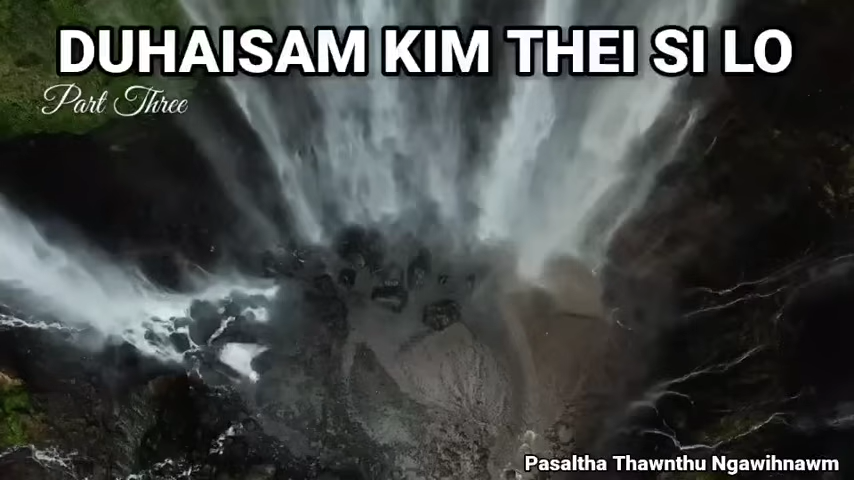 DUHAISAM KIM THEI SI LO
Part Three
Pasaltha Thawnthu Ngawihnawm